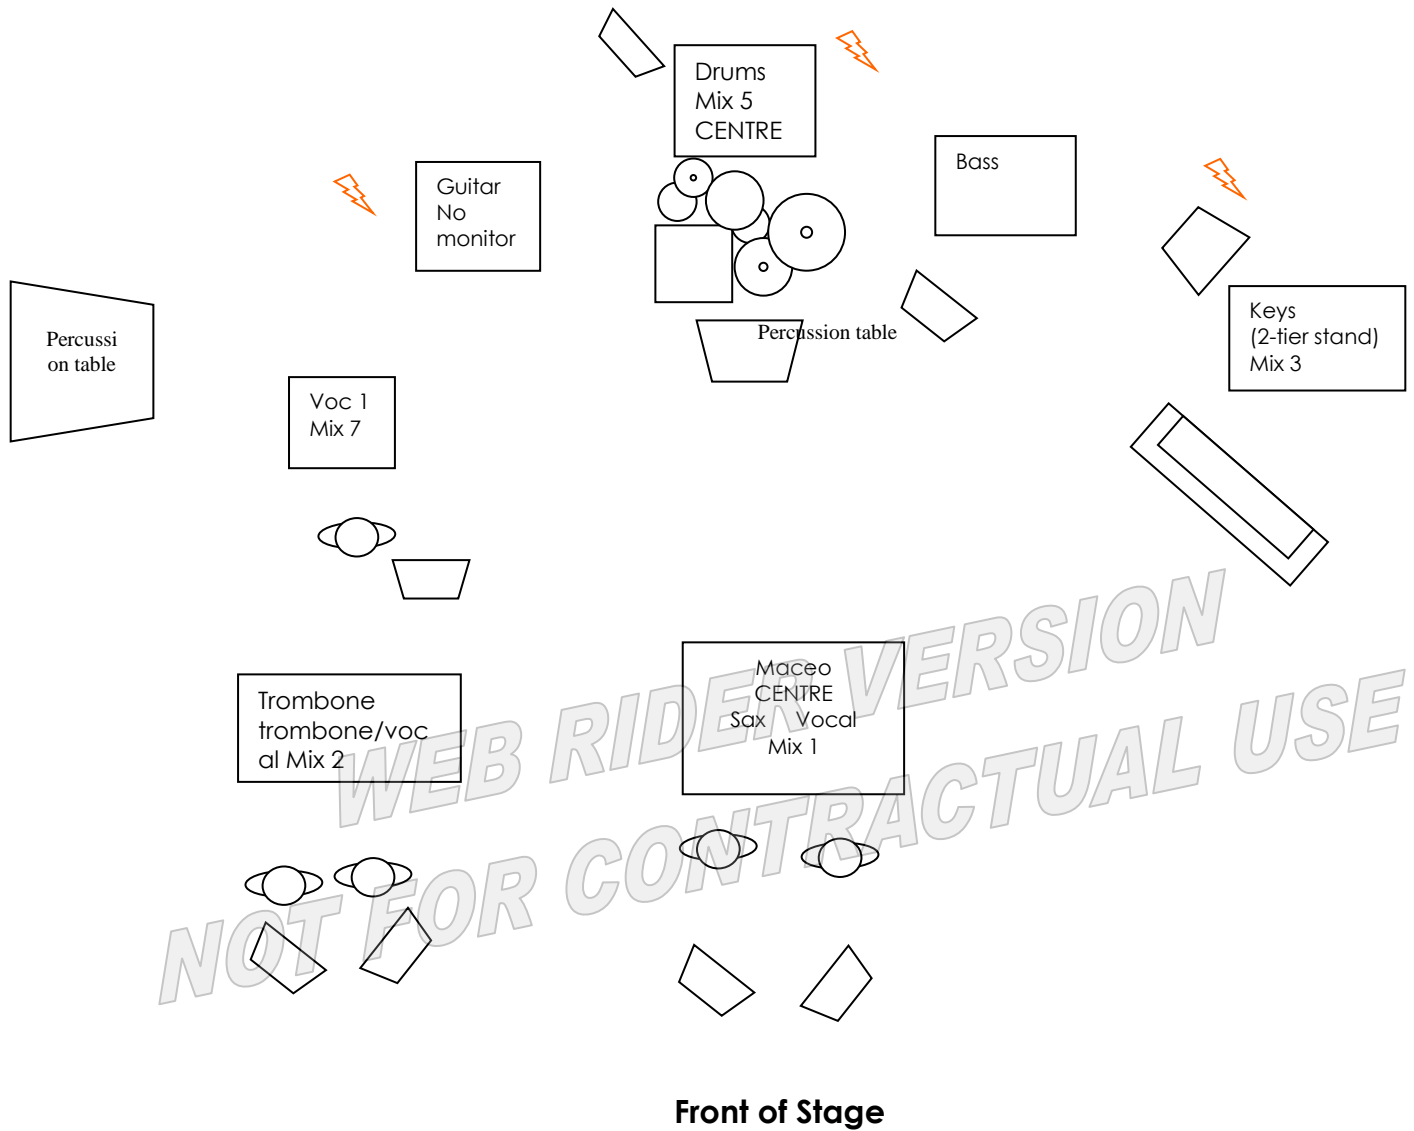 Drums
Mix 5
CENTRE
Bass
Guitar
No
monitor
Keys
(2-tier stand)
Mix 3
Percussi
on table
Percussion table
Voc 1
Mix 7
Maceo
CENTRE
Sax Vocal
Mix 1
Trombone
trombone/voc
al Mix 2
WEB RIDER VERSION
NOT FOR CONTRACTUAL USE
Front of Stage